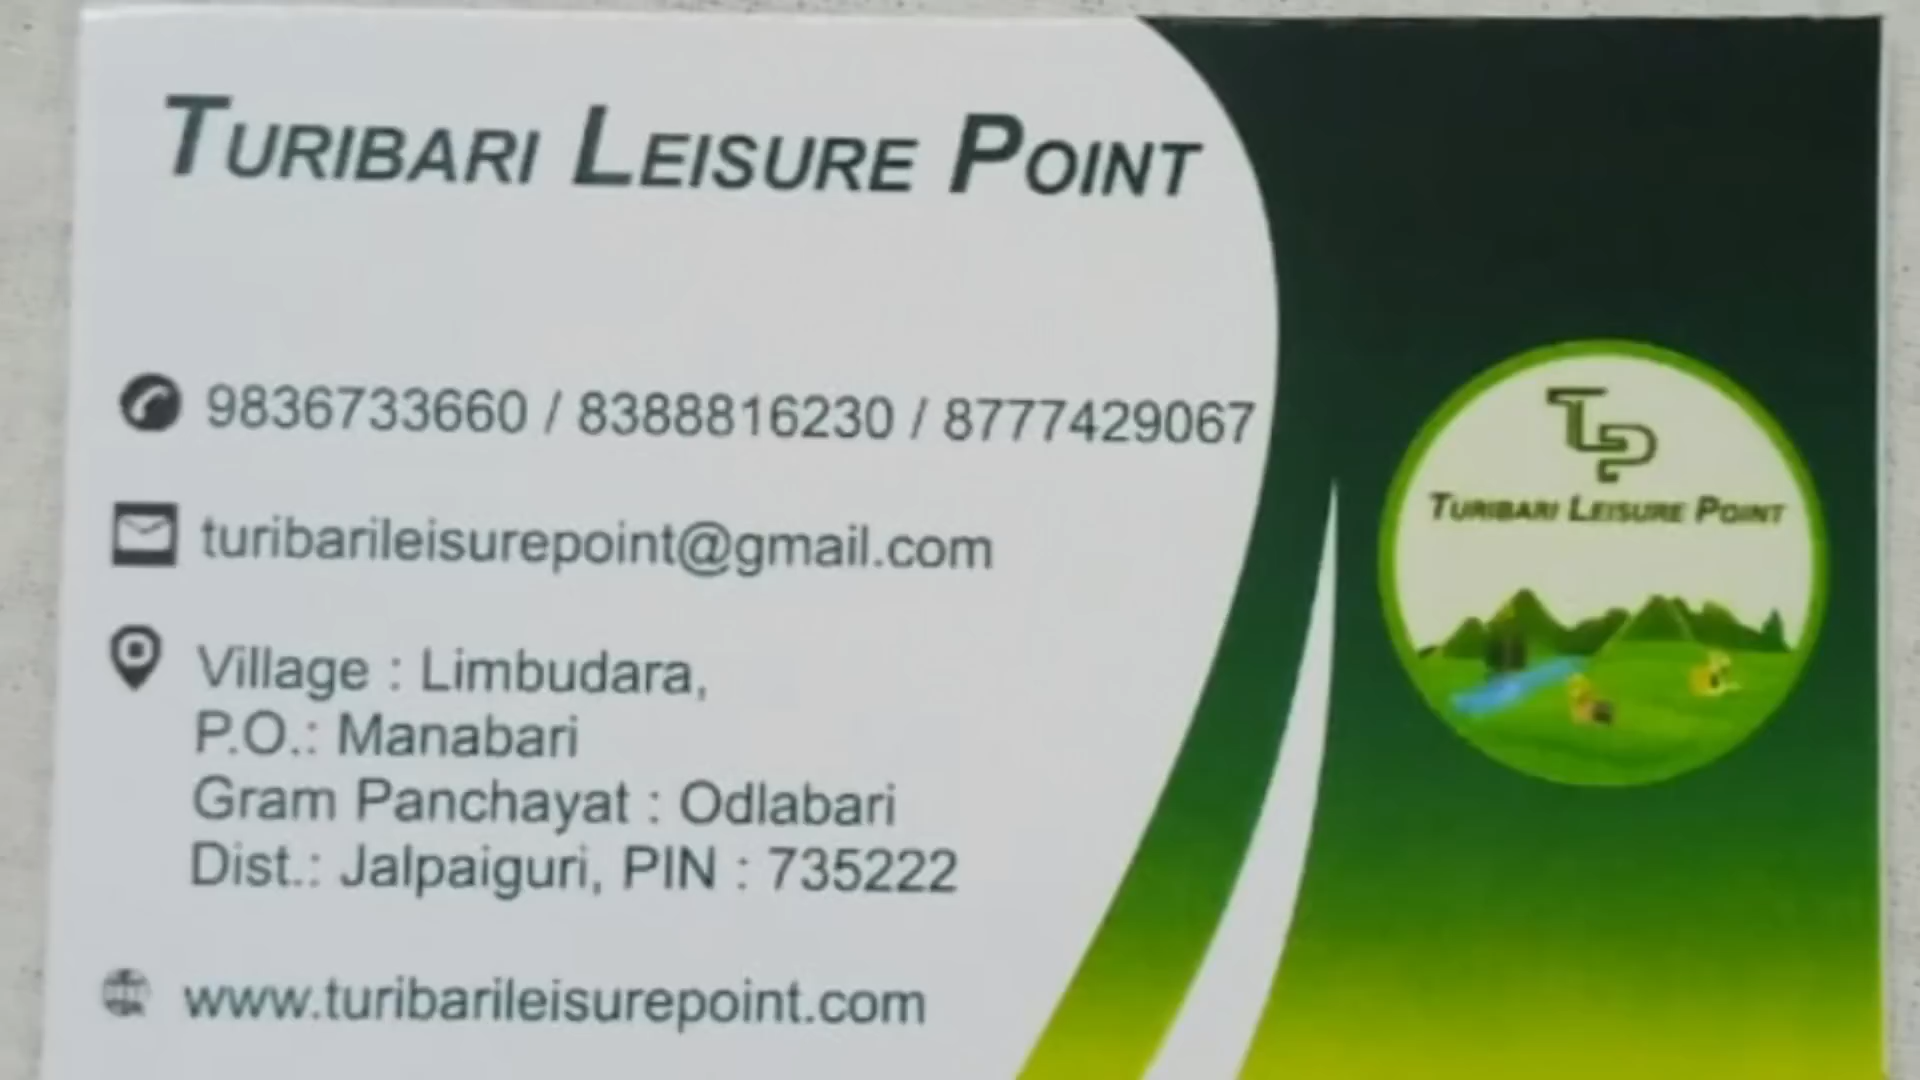 TURIBARI LEISURE POINT
9836733660 / 8388816230 / 8777429067
turibarileisurepoint@gmail.com
Village : Limbudara,
P.O.: Manabari
Gram Panchayat : Odlabari
Dist.: Jalpaiguri, PIN : 735222
www.turibarileisurepoint.com
TLP
TURIBARI LEISURE POINT